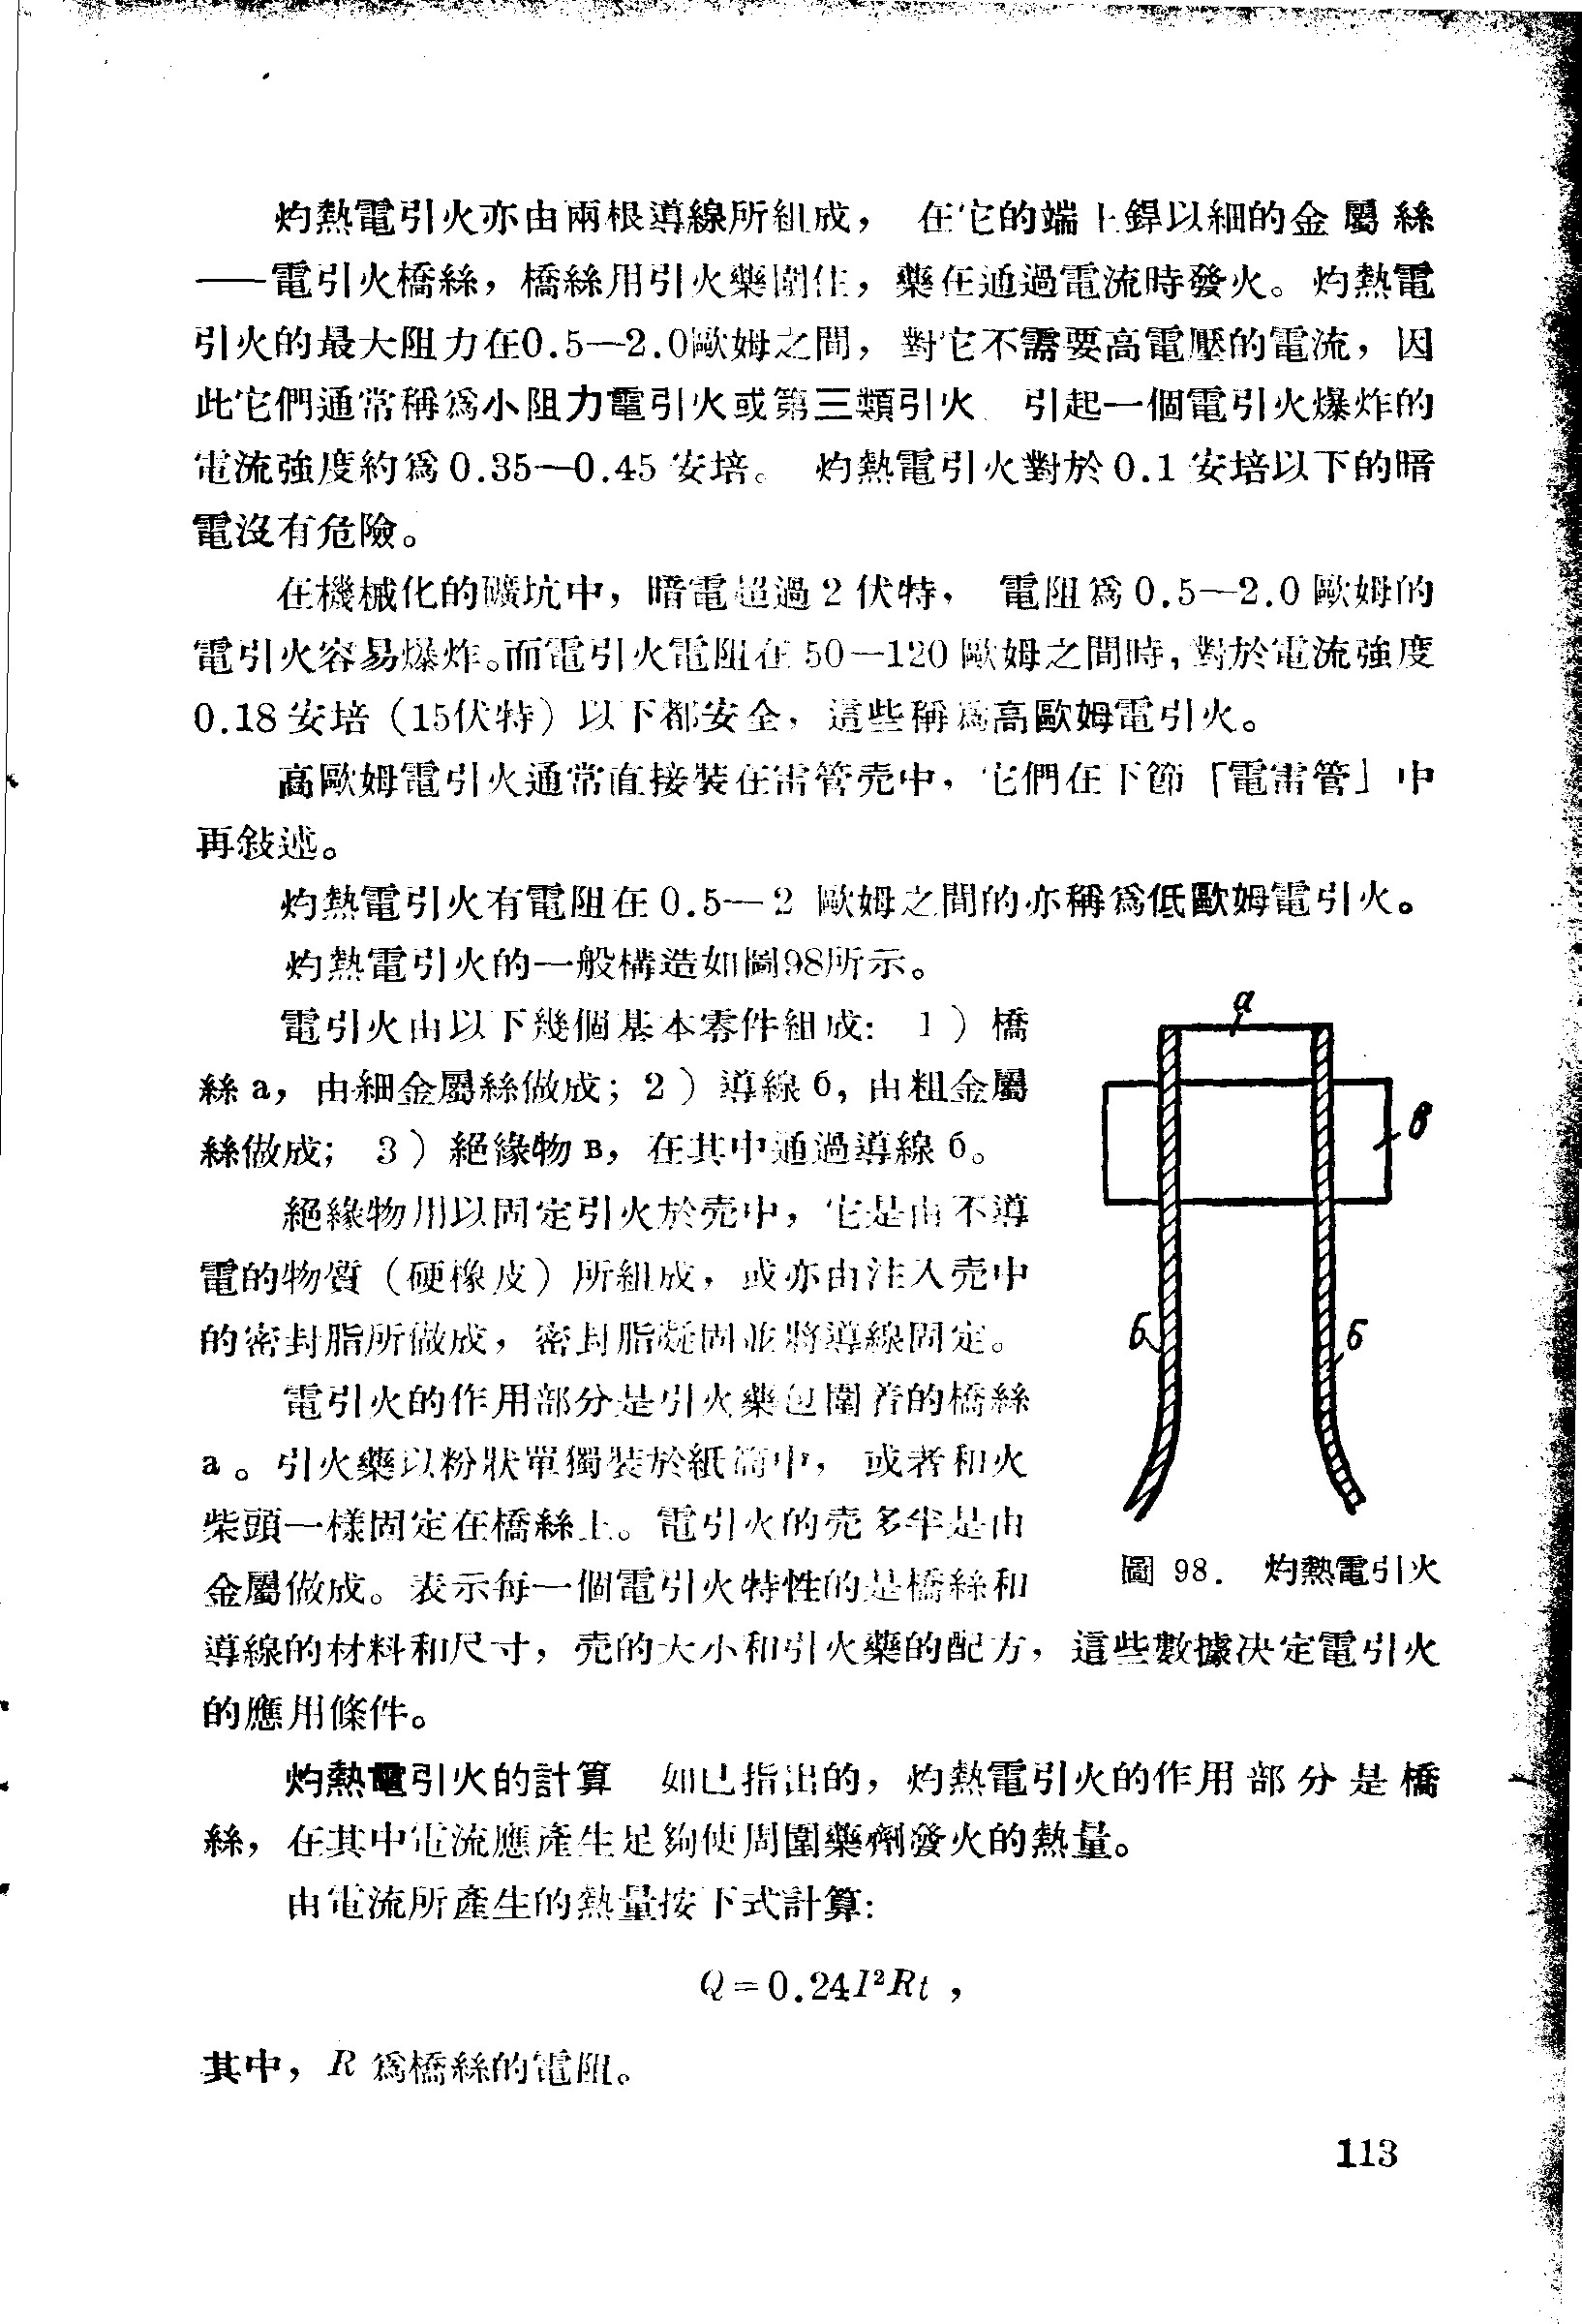 灼熱電引火亦由兩根導線所組成， 在它的端上銲以細的金屬絲
——電引火橋絲，橋絲用引火藥圍住，藥在通過電流時發火。灼熱電
引火的最大阻力在0.5—2.0歐姆之間，對它不需要高電壓的電流，因
此它們通常稱爲小阻力電引火或第三類引火 引起一個電引火爆炸的
電流強度約爲0.35—0.45安培。 灼熱電引火對於0.1安培以下的暗
電沒有危險。
在機械化的礦坑中，暗電超過2伏特， 電阻爲0.5—2.0歐姆的
電引火容易爆炸。而電引火電阻在50—120歐姆之間時，對於電流強度
0.18安培（15伏特）以下都安全，這些稱爲高歐姆電引火。
高歐姆電引火通常直接裝在雷管壳中，它們在下節「電雷管」中
再敍述。
灼熱電引火有電阻在0.5—2 歐姆之間的亦稱爲低歐姆電引火。
灼熱電引火的一般構造如圖98所示。
電引火由以下幾個基本零件組成： 1）橋
絲a，由細金屬絲做成；2）導線б，由粗金屬
絲做成； 3）絕緣物в，在其中通過導線б。
絕緣物用以固定引火於壳中，它是由不導
電的物質（硬橡皮）所組成，或亦由注入壳中
的密封脂所做成，密封脂凝固並將導線固定。
電引火的作用部分是引火藥包圍着的橋絲
a。引火藥以粉狀單獨裝於紙筒中， 或者和火
柴頭一樣固定在橋絲上。電引火的壳多半是由
金屬做成。表示每一個電引火特性的是橋絲和
a
в
б
б
圖 98. 灼熱電引火
導線的材料和尺寸，壳的大小和引火藥的配方，這些數據决定電引火
的應用條件。
灼熱電引火的計算 如已指出的，灼熱電引火的作用部分是橋
絲，在其中電流應產生足夠使周圍藥劑發火的熱量。
由電流所產生的熱量按下式計算：
Q=0.24I²Rt，
其中，R 爲橋絲的電阻。
113